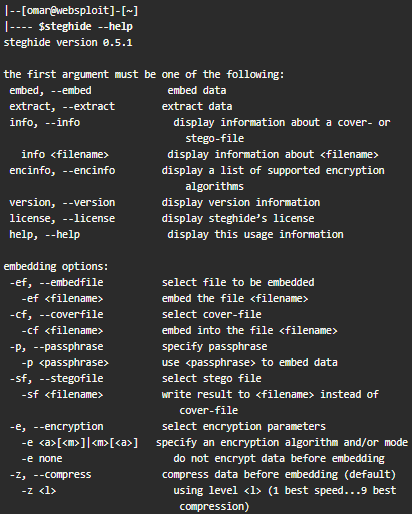 |--[omar@websploit]-[~]
|---- $steghide --help
steghide version 0.5.1

the first argument must be one of the following:
embed, --embed embed data
extract, --extract extract data
info, --info display information about a cover- or
stego-file
info <filename> display information about <filename>
encinfo, --encinfo display a list of supported encryption
algorithms
version, --version display version information
license, --license display steghide’s license
help, --help display this usage information

embedding options:
-ef, --embedfile select file to be embedded
-ef <filename> embed the file <filename>
-cf, --coverfile select cover-file
-cf <filename> embed into the file <filename>
-p, --passphrase specify passphrase
-p <passphrase> use <passphrase> to embed data
-sf, --stegofile select stego file
-sf <filename> write result to <filename> instead of
cover-file
-e, --encryption select encryption parameters
-e <a>[<m>]|<m>[<a>] specify an encryption algorithm and/or mode
-e none do not encrypt data before embedding
-z, --compress compress data before embedding (default)
-z <l> using level <l> (1 best speed...9 best
compression)